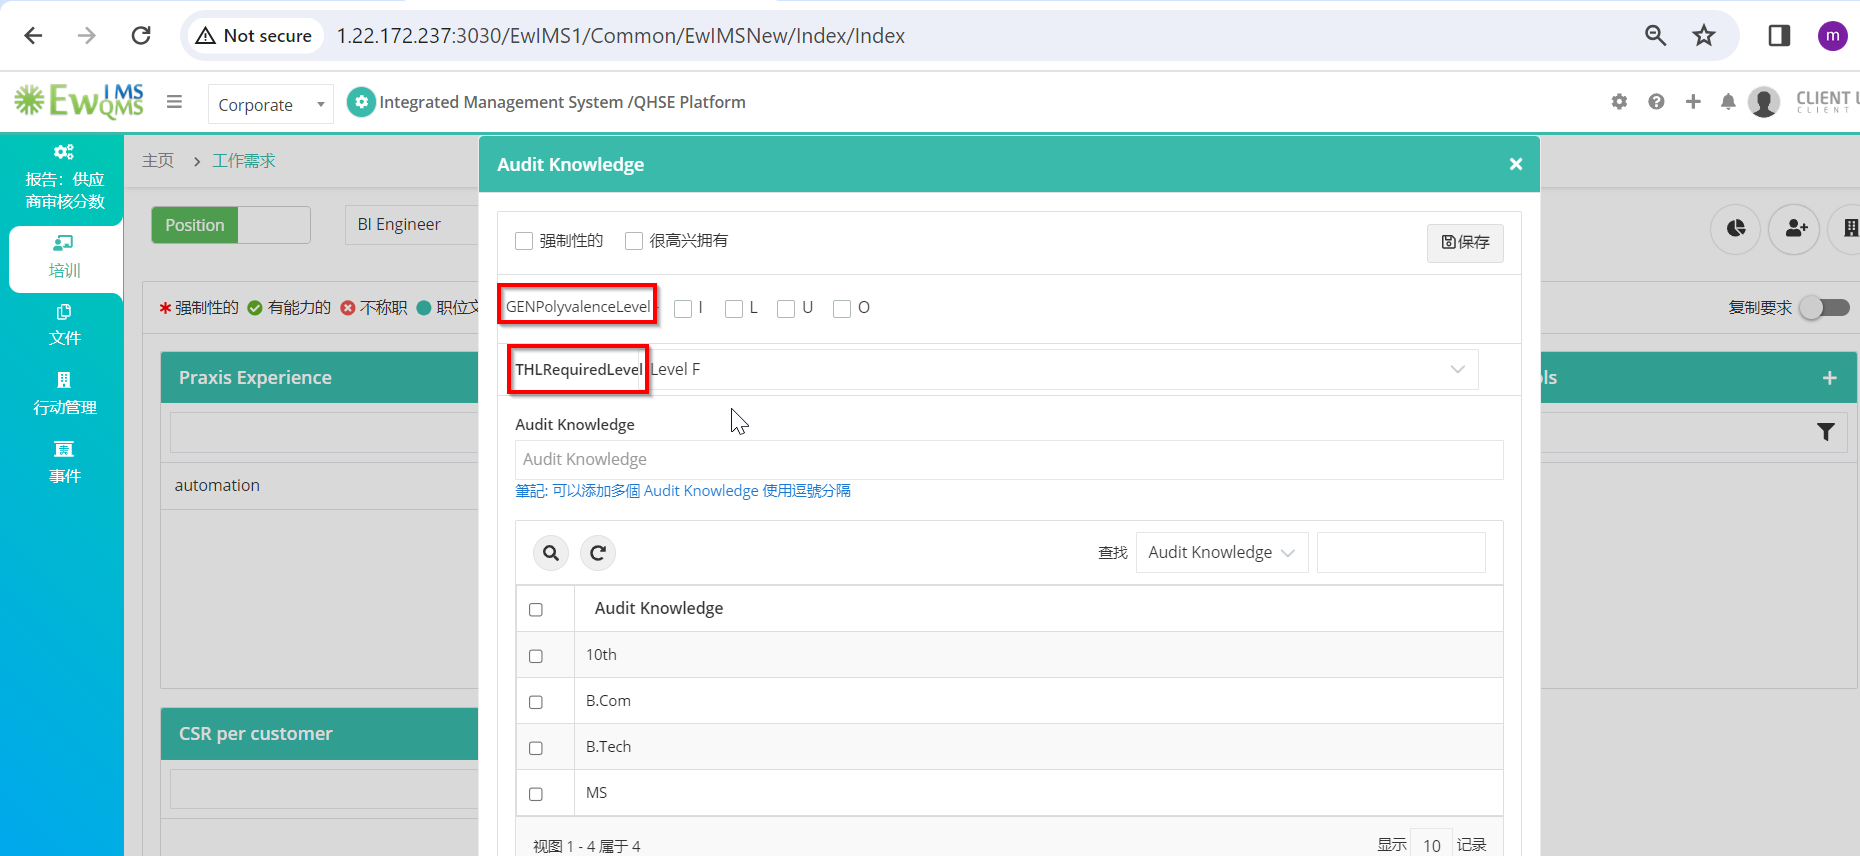 Not secure
1.22.172.237:3030/EwIMS1/Common/EwIMSNew/Index/Index
m
Ew IMS QMS
Corporate
Integrated Management System /QHSE Platform
CLIENT
CLIENT
报告：供应
商审核分数
培训
文件
行动管理
事件
主页 > 工作需求
Position
BI Engineer
强制性的 有能力的 不称职 职位文
复制要求
Praxis Experience
automation
CSR per customer
ls
Audit Knowledge
强制性的 很高兴拥有
保存
GENPolyvalenceLevel I L U O
THLRequiredLevel Level F
Audit Knowledge
Audit Knowledge
筆記: 可以添加多個 Audit Knowledge 使用逗號分隔
查找 Audit Knowledge
Audit Knowledge
10th
B.Com
B.Tech
MS
视图 1 - 4 属于 4
显示 10 记录